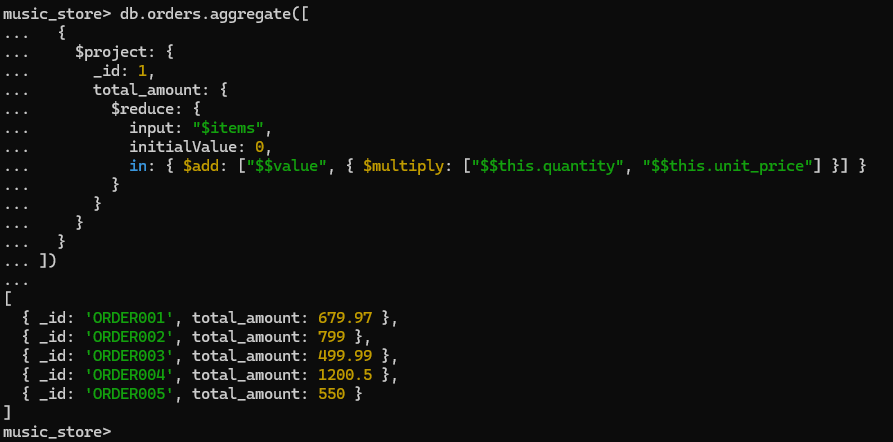 music_store> db.orders.aggregate([
...   {
...     $project: {
...       _id: 1,
...       total_amount: {
...         $reduce: {
...           input: "$items",
...           initialValue: 0,
...           in: { $add: ["$$value", { $multiply: ["$$this.quantity", "$$this.unit_price"] }] }
...         }
...       }
...     }
...   }
... ])
...
[
  { _id: 'ORDER001', total_amount: 679.97 },
  { _id: 'ORDER002', total_amount: 799 },
  { _id: 'ORDER003', total_amount: 499.99 },
  { _id: 'ORDER004', total_amount: 1200.5 },
  { _id: 'ORDER005', total_amount: 550 }
]
music_store>